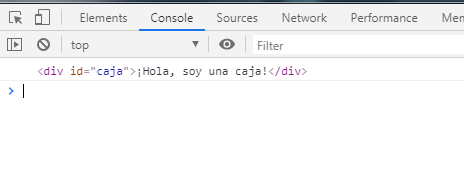 Elements Console Sources Network Performance Mem
top Filter
<div id="caja">¡Hola, soy una caja!</div>
>